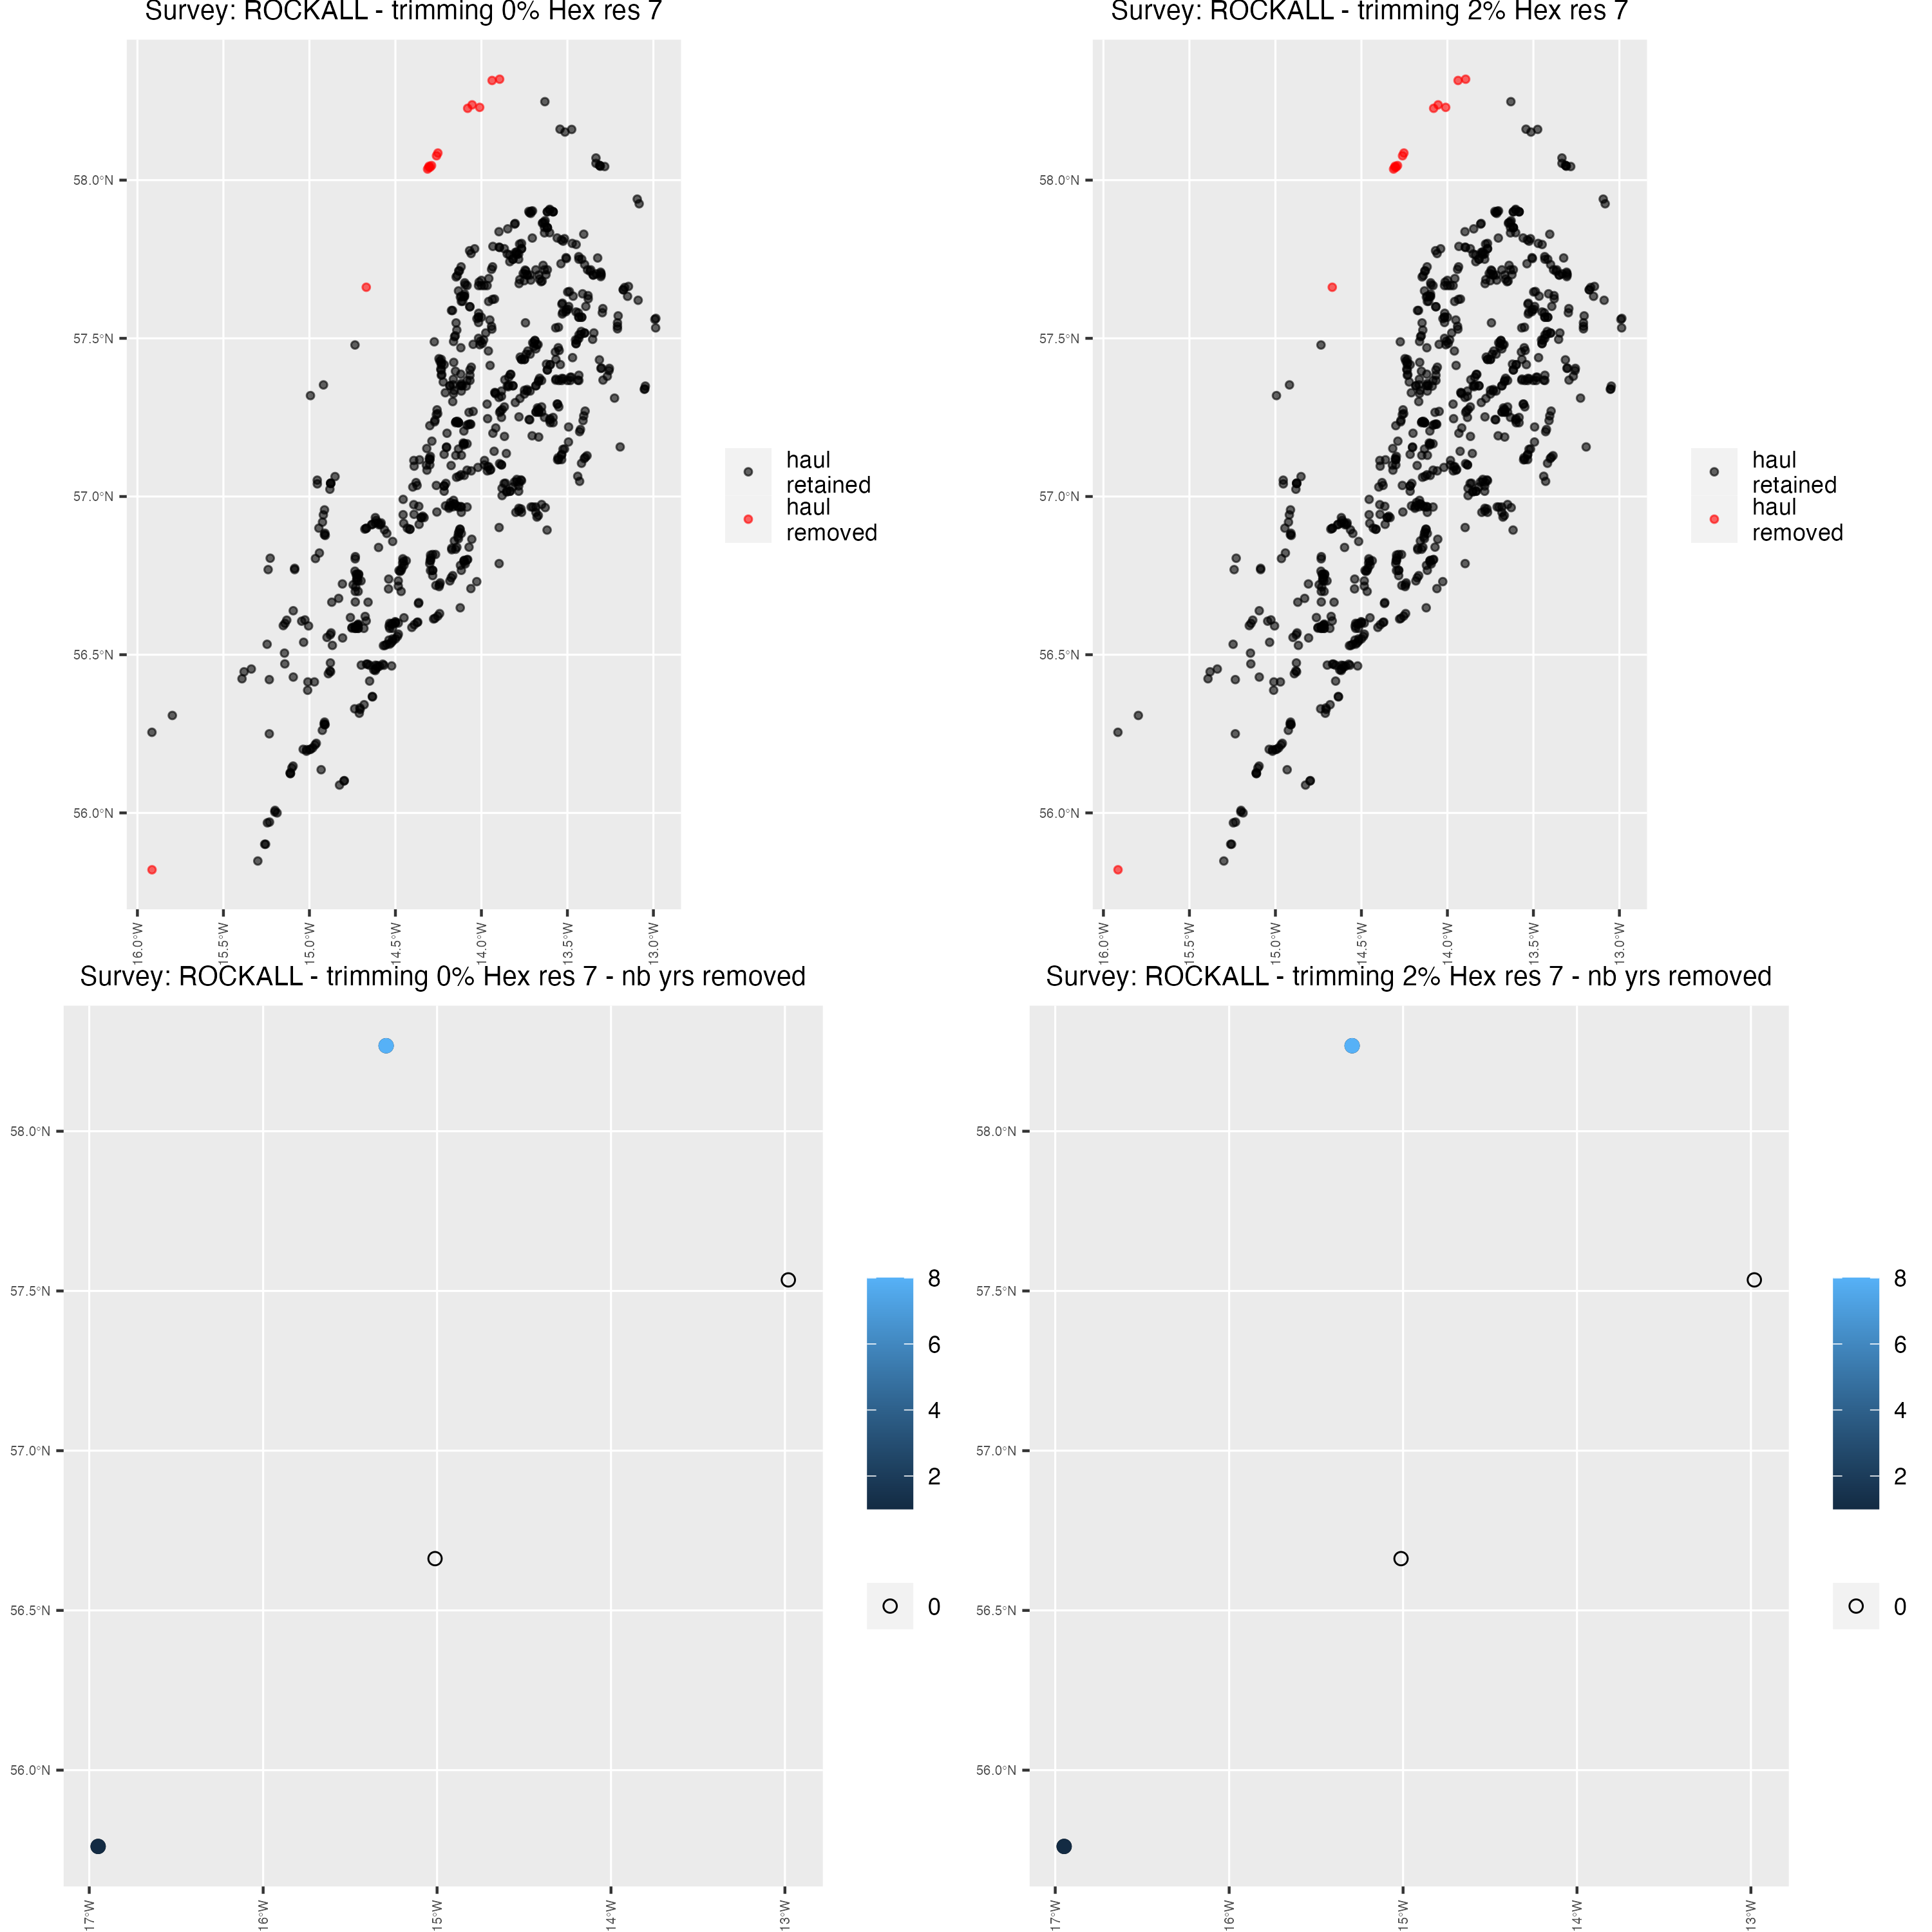 Survey: ROCKALL - trimming 0% Hex res 7
58.0°N
57.5°N
57.0°N
56.5°N
56.0°N
16.0°W
15.5°W
15.0°W
14.5°W
14.0°W
13.5°W
13.0°W
haul
retained
haul
removed
Survey: ROCKALL - trimming 2% Hex res 7
58.0°N
57.5°N
57.0°N
56.5°N
56.0°N
16.0°W
15.5°W
15.0°W
14.5°W
14.0°W
13.5°W
13.0°W
haul
retained
haul
removed
Survey: ROCKALL - trimming 0% Hex res 7 - nb yrs removed
58.0°N
57.5°N
57.0°N
56.5°N
56.0°N
17°W
16°W
15°W
14°W
13°W
8
6
4
2
0
Survey: ROCKALL - trimming 2% Hex res 7 - nb yrs removed
58.0°N
57.5°N
57.0°N
56.5°N
56.0°N
17°W
16°W
15°W
14°W
13°W
8
6
4
2
0